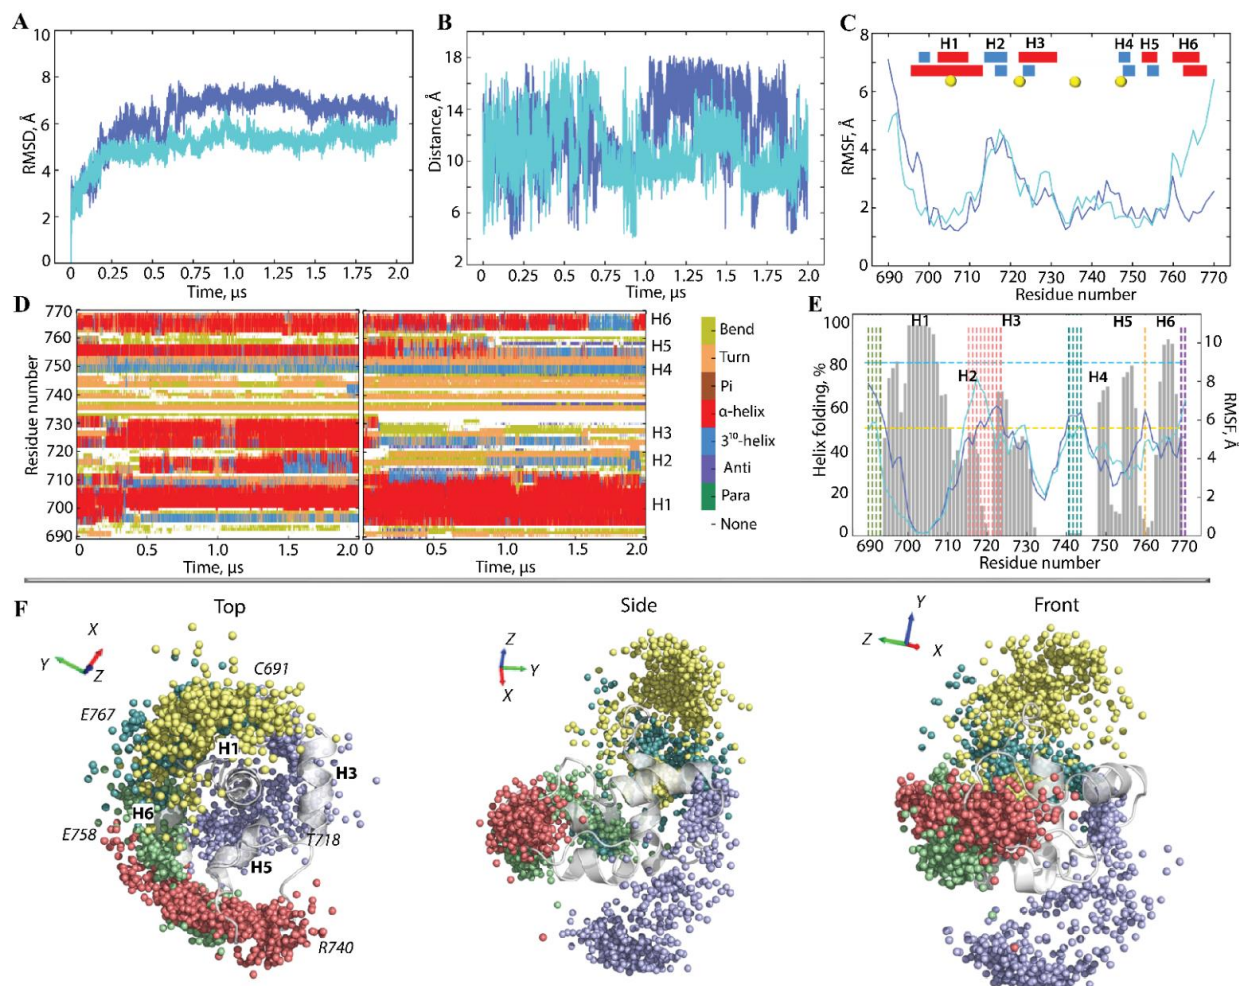 A
RMSD, Å
10
8
6
4
2
0
0 0.25 0.5 0.75 1.0 1.25 1.5 1.75 2.0
Time, μs
B
Distance, Å
22
18
14
10
6
2
0 0.25 0.5 0.75 1.0 1.25 1.5 1.75 2.0
Time, μs
C
RMSF, Å
8
6
4
2
0
H1 H2 H3 H4 H5 H6
690 700 710 720 730 740 750 760 770
Residue number
D
Residue number
770
760
750
740
730
720
710
700
690
0.5 1.0 1.5 2.0
Time, μs
0 0.5 1.0 1.5 2.0
Time, μs
H6
H5
H4
H3
H2
H1
Bend
Turn
Pi
α-helix
3¹⁰-helix
Anti
Para
- None
E
Helix folding, %
100
80
60
40
20
0
H1 H3 H5 H6
H2 H4
10
8
6
4
2
0
RMSF, Å
690 700 710 720 730 740 750 760 770
Residue number
F
Top
X
Y
Z
C691
E767
H1
H3
H6
E758
T718
H5
R740
Side
Z
Y
X
Front
Y
Z
X